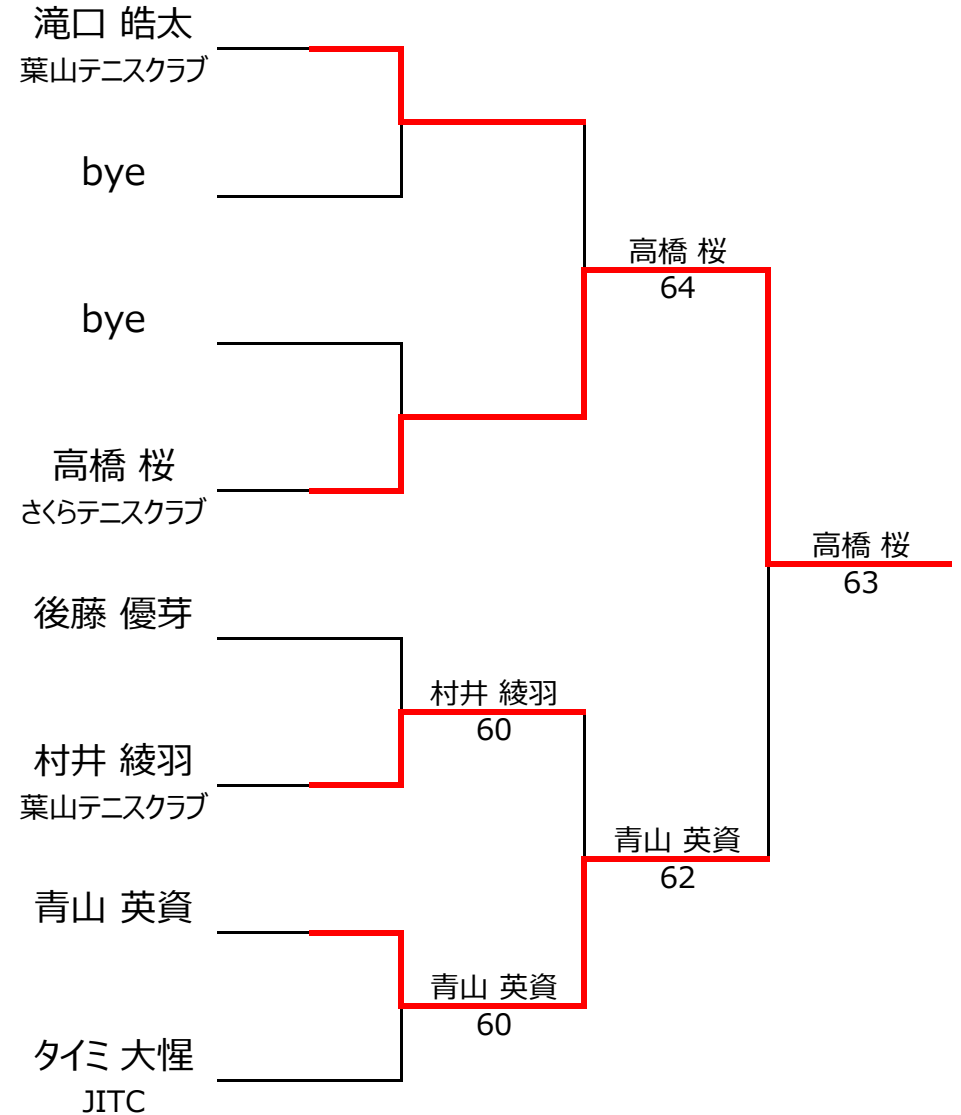 滝口 皓太
葉山テニスクラブ
bye
bye
高橋 桜
さくらテニスクラブ
後藤 優芽
村井 綾羽
葉山テニスクラブ
青山 英資
タイミ 大惺
JITC
村井 綾羽
60
青山 英資
60
高橋 桜
64
青山 英資
62
高橋 桜
63